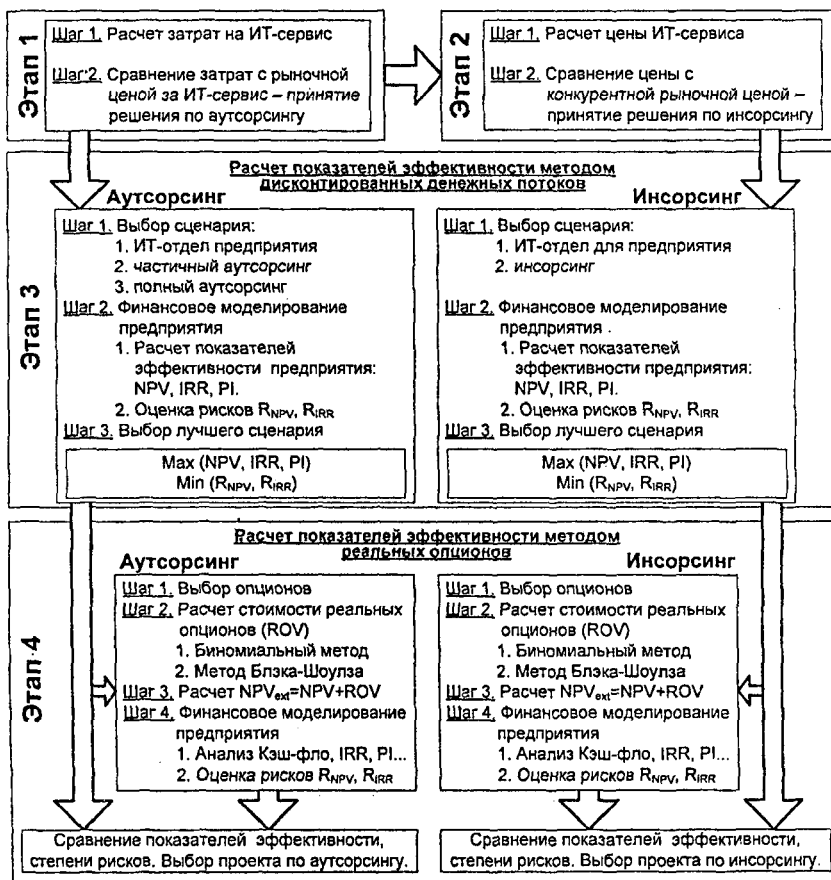 Этап 1
Шаг 1. Расчет затрат на ИТ-сервис
Шаг 2. Сравнение затрат с рыночной
ценой за ИТ-сервис – принятие
решения по аутсорсингу
Этап 2
Шаг 1. Расчет цены ИТ-сервиса
Шаг 2. Сравнение цены с
конкурентной рыночной ценой –
принятие решения по инсорсингу
Этап 3
Расчет показателей эффективности методом
дисконтированных денежных потоков
Аутсорсинг
Шаг 1. Выбор сценария:
1. ИТ-отдел предприятия
2. частичный аутсорсинг
3. полный аутсорсинг
Шаг 2. Финансовое моделирование
предприятия
1. Расчет показателей
эффективности предприятия:
NPV, IRR, PI.
2. Оценка рисков RNPV, RIRR
Шаг 3. Выбор лучшего сценария
Max (NPV, IRR, PI)
Min (RNPV, RIRR)
Инсорсинг
Шаг 1. Выбор сценария:
1. ИТ-отдел для предприятия
2. инсорсинг
Шаг 2. Финансовое моделирование
предприятия .
1. Расчет показателей
эффективности предприятия:
NPV, IRR, PI.
2. Оценка рисков RNPV, RIRR
Шаг 3. Выбор лучшего сценария
Max (NPV, IRR, PI)
Min (RNPV, RIRR)
Этап 4
Расчет показателей эффективности методом
реальных опционов
Аутсорсинг
Шаг 1. Выбор опционов
Шаг 2. Расчет стоимости реальных
опционов (ROV)
1. Биномиальный метод
2. Метод Блэка-Шоулза
Шаг 3. Расчет NPVext=NPV+ROV
Шаг 4. Финансовое моделирование
предприятия
1. Анализ Кэш-фло, IRR, PI...
2. Оценка рисков RNPV, RIRR
Инсорсинг
Шаг 1. Выбор опционов
Шаг 2. Расчет стоимости реальных
опционов (ROV)
1. Биномиальный метод
2. Метод Блэка-Шоулза
Шаг 3. Расчет NPVext=NPV+ROV
Шаг 4. Финансовое моделирование
предприятия
1. Анализ Кэш-фло, IRR, PI...
2. Оценка рисков RNPV, RIRR
Сравнение показателей эффективности,
степени рисков. Выбор проекта по аутсорсингу.
Сравнение показателей эффективности,
степени рисков. Выбор проекта по инсорсингу.